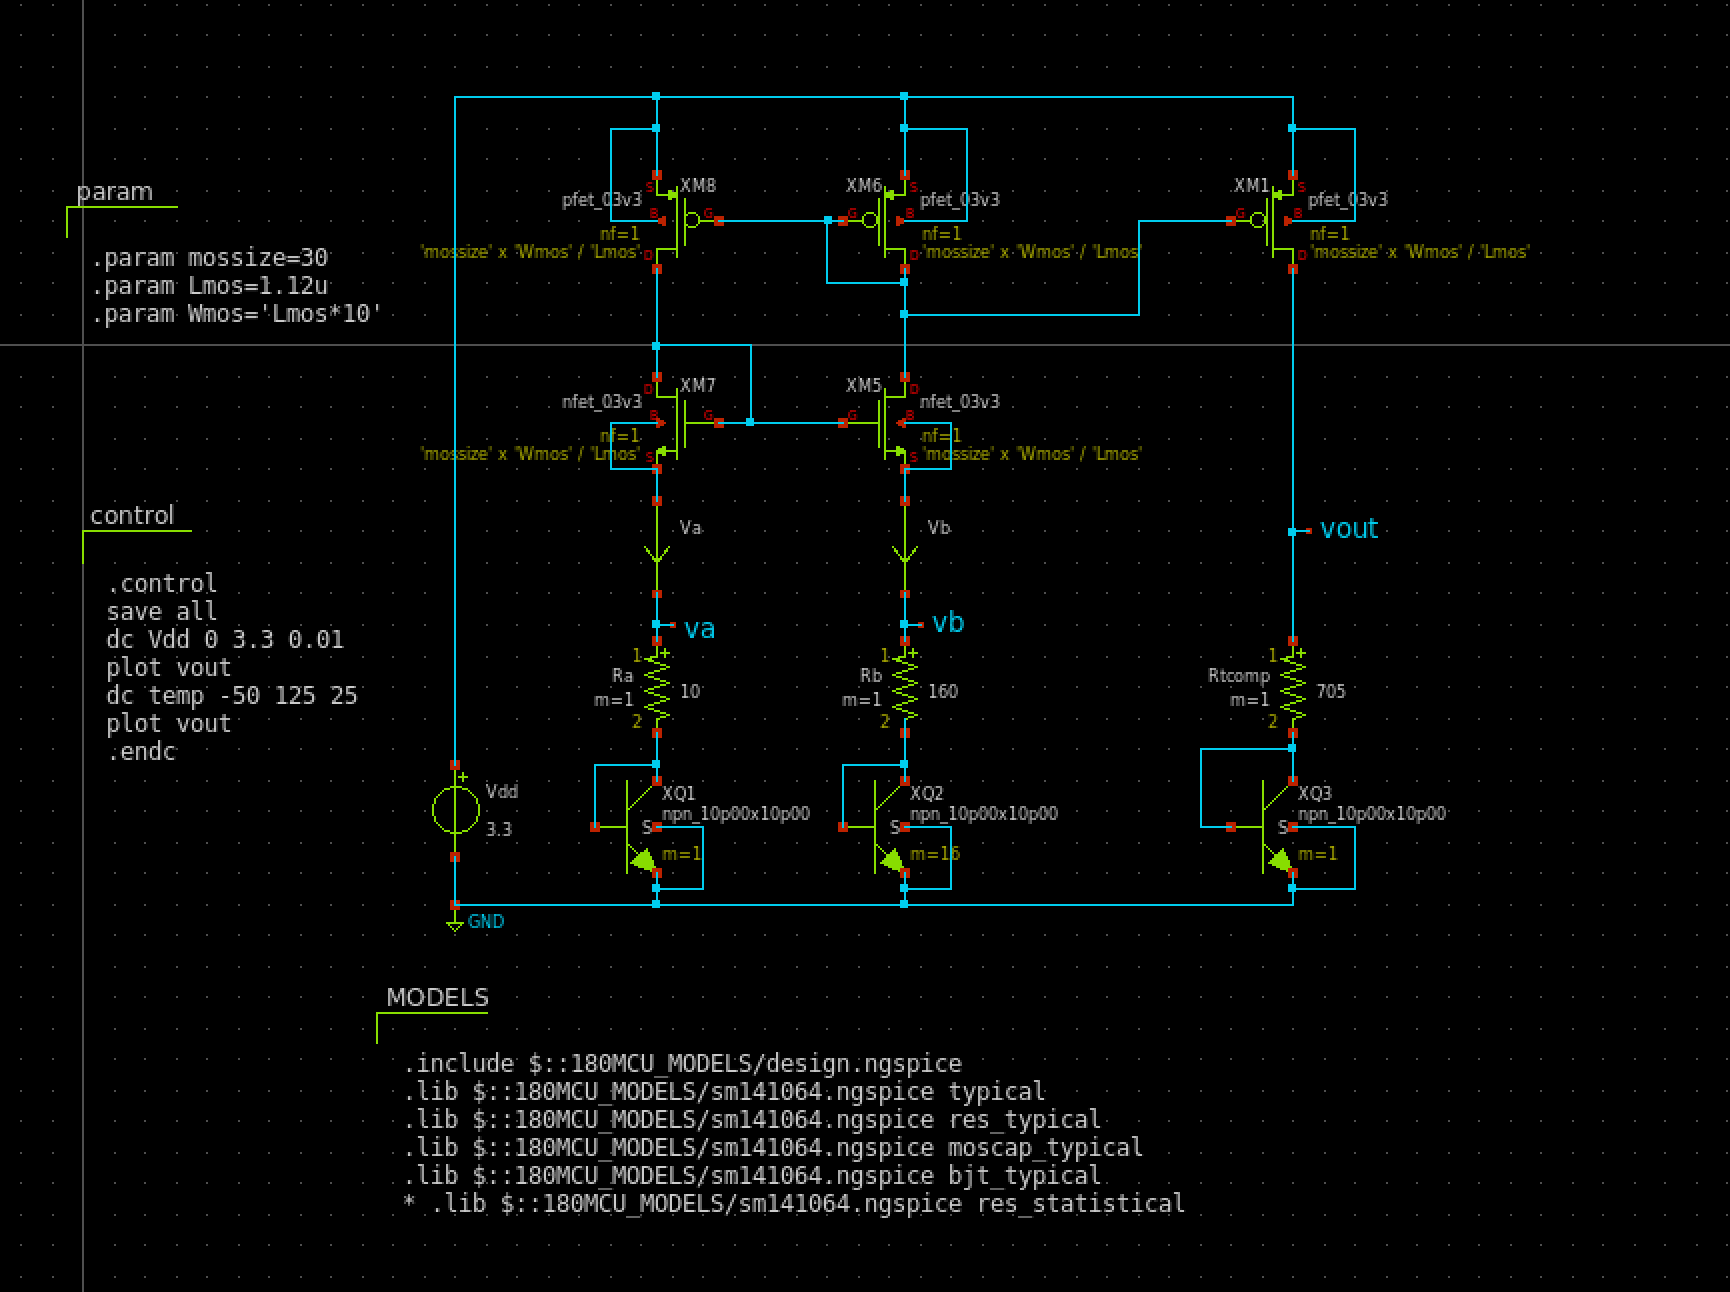 param
.param mossize=30
.param Lmos=1.12u
.param Wmos='Lmos*10'
control
.control
save all
dc Vdd 0 3.3 0.01
plot vout
dc temp -50 125 25
plot vout
.endc
XM8
S
pfet_03v3
B
G
nf=1
'mossize' x 'Wmos' / 'Lmos'
D
XM6
S
pfet_03v3
G
B
nf=1
D
'mossize' x 'Wmos' / 'Lmos'
XM1
S
pfet_03v3
G
B
nf=1
D
'mossize' x 'Wmos' / 'Lmos'
XM7
D
nfet_03v3
B
G
nf=1
'mossize' x 'Wmos' / 'Lmos'
S
XM5
D
nfet_03v3
G
B
nf=1
S
'mossize' x 'Wmos' / 'Lmos'
Va
Vb
vout
va
vb
1
+
Ra
10
m=1
2
1
+
Rb
160
m=1
2
1
+
Rtcomp
705
m=1
2
+
Vdd
3.3
GND
XQ1
npn_10p00x10p00
S
m=1
XQ2
npn_10p00x10p00
S
m=16
XQ3
npn_10p00x10p00
S
m=1
MODELS
.include $::180MCU_MODELS/design.ngspice
.lib $::180MCU_MODELS/sm141064.ngspice typical
.lib $::180MCU_MODELS/sm141064.ngspice res_typical
.lib $::180MCU_MODELS/sm141064.ngspice moscap_typical
.lib $::180MCU_MODELS/sm141064.ngspice bjt_typical
* .lib $::180MCU_MODELS/sm141064.ngspice res_statistical